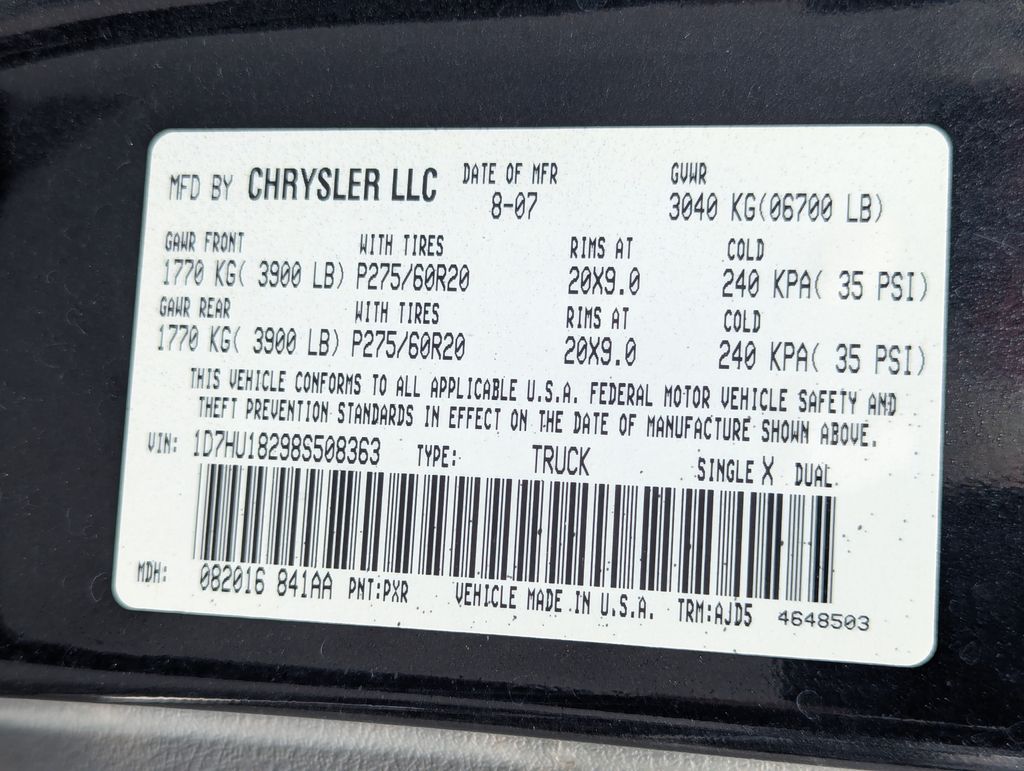 MFD BY CHRYSLER LLC DATE OF MFR GVWR
8-07 3040 KG(06700 LB)
GAWR FRONT WITH TIRES RIMS AT COLD
1770 KG( 3900 LB) P275/60R20 20X9.0 240 KPA( 35 PSI)
GAWR REAR WITH TIRES RIMS AT COLD
1770 KG( 3900 LB) P275/60R20 20X9.0 240 KPA( 35 PSI)
THIS VEHICLE CONFORMS TO ALL APPLICABLE U.S.A. FEDERAL MOTOR VEHICLE SAFETY AND
THEFT PREVENTION STANDARDS IN EFFECT ON THE DATE OF MANUFACTURE SHOWN ABOVE.
VIN: 1D7HU18298S508363 TYPE: TRUCK SINGLE X DUAL
MDH: 082016 841AA PNT:PXR VEHICLE MADE IN U.S.A. TRM:AJD5 4648503